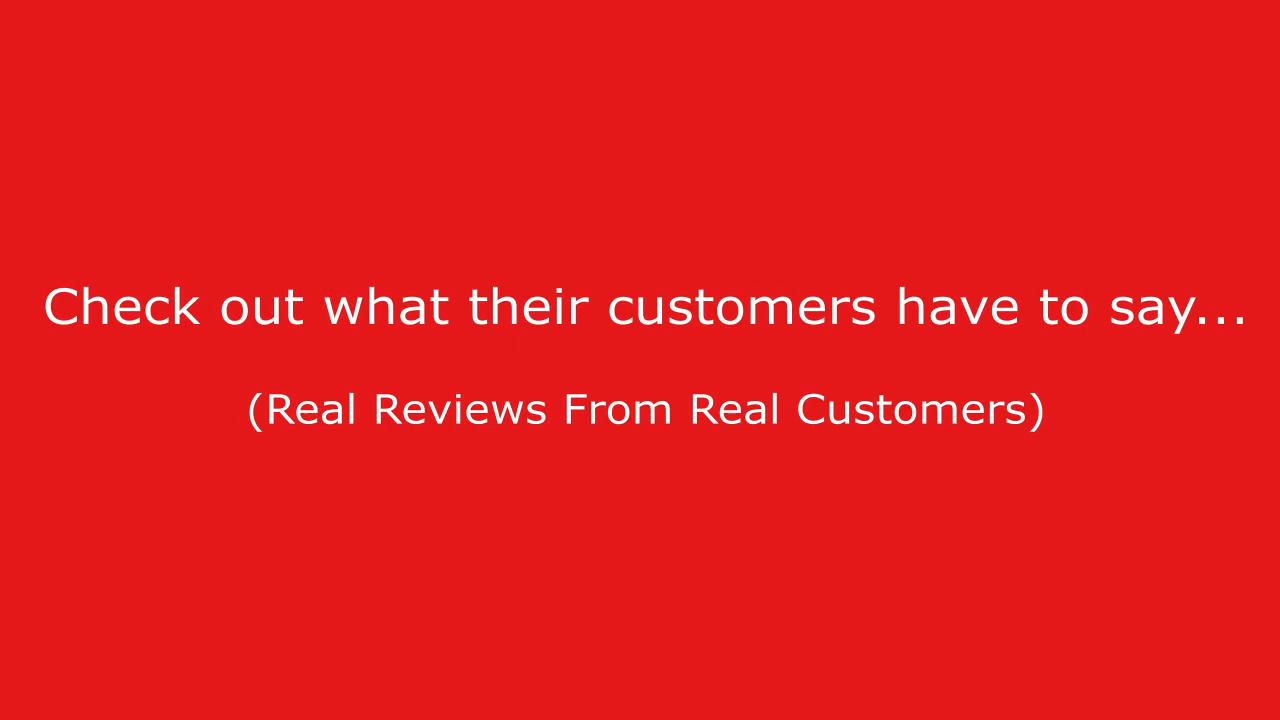 Check out what their customers have to say...
(Real Reviews From Real Customers)